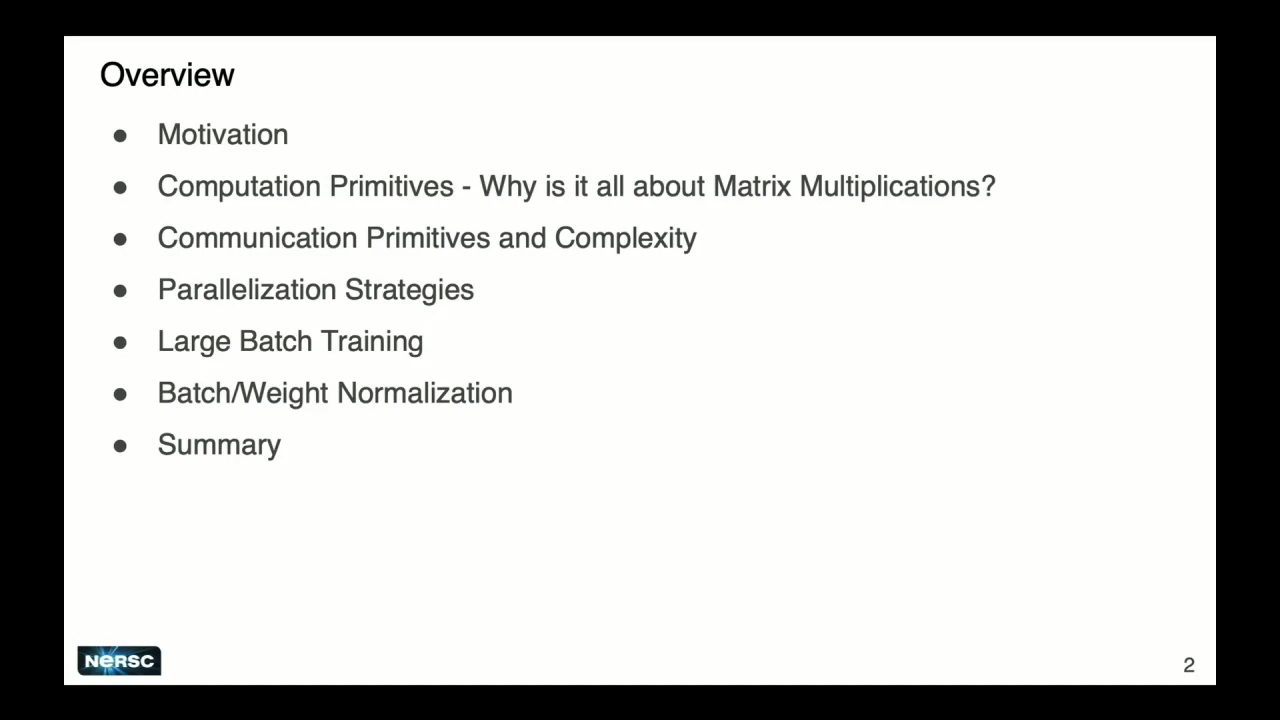 Overview
● Motivation
● Computation Primitives - Why is it all about Matrix Multiplications?
● Communication Primitives and Complexity
● Parallelization Strategies
● Large Batch Training
● Batch/Weight Normalization
● Summary
NERSC
2